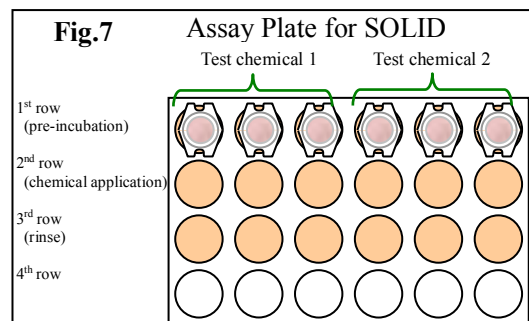 Fig.7
Assay Plate for SOLID
Test chemical 1
Test chemical 2
1st row
(pre-incubation)
2nd row
(chemical application)
3rd row
(rinse)
4th row